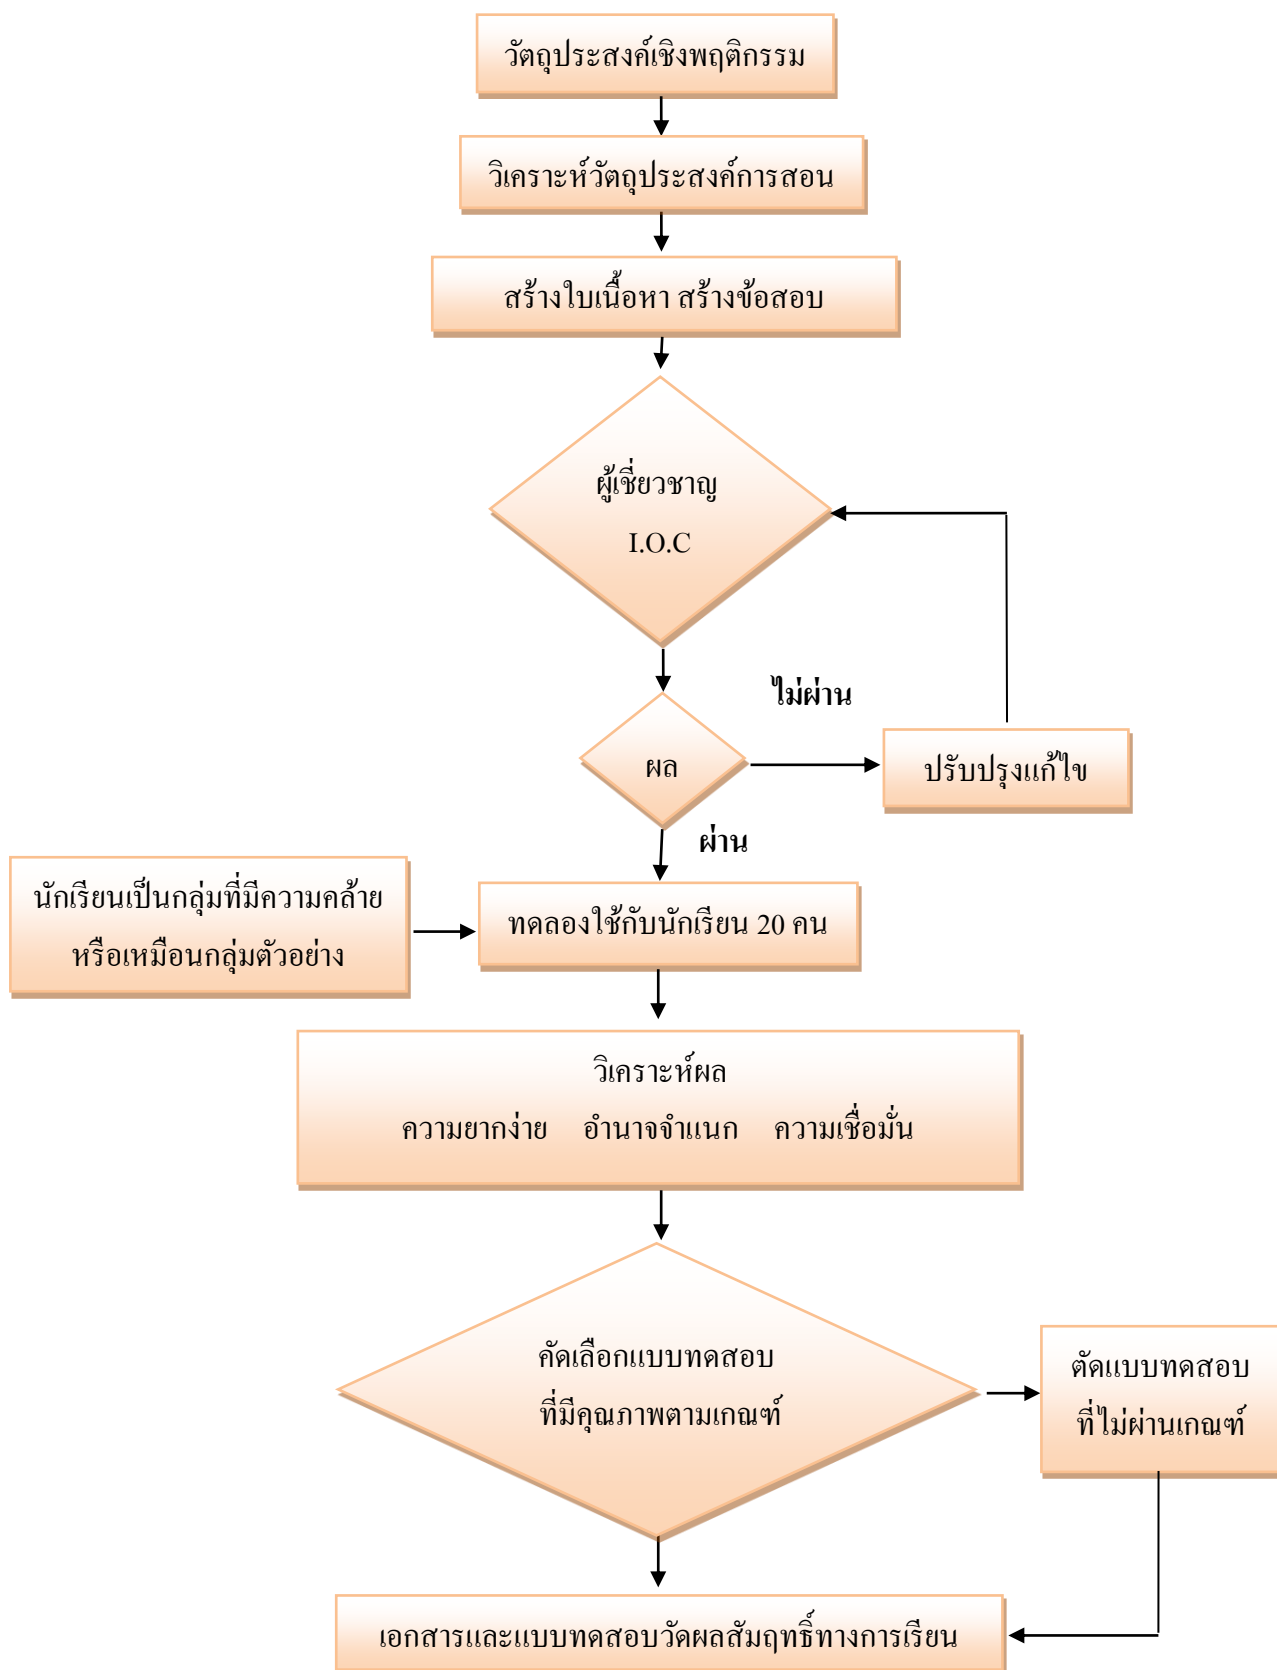 วัตถุประสงค์เชิงพฤติกรรม
วิเคราะห์วัตถุประสงค์การสอน
สร้างใบเนื้อหา สร้างข้อสอบ
ผู้เชี่ยวชาญ
I.O.C
ไม่ผ่าน
ผล
ปรับปรุงแก้ไข
ผ่าน
นักเรียนเป็นกลุ่มที่มีความคล้าย
หรือเหมือนกลุ่มตัวอย่าง
ทดลองใช้กับนักเรียน 20 คน
วิเคราะห์ผล
ความยากง่าย อำนาจจำแนก ความเชื่อมั่น
คัดเลือกแบบทดสอบ
ที่มีคุณภาพตามเกณฑ์
ตัดแบบทดสอบ
ที่ไม่ผ่านเกณฑ์
เอกสารและแบบทดสอบวัดผลสัมฤทธิ์ทางการเรียน